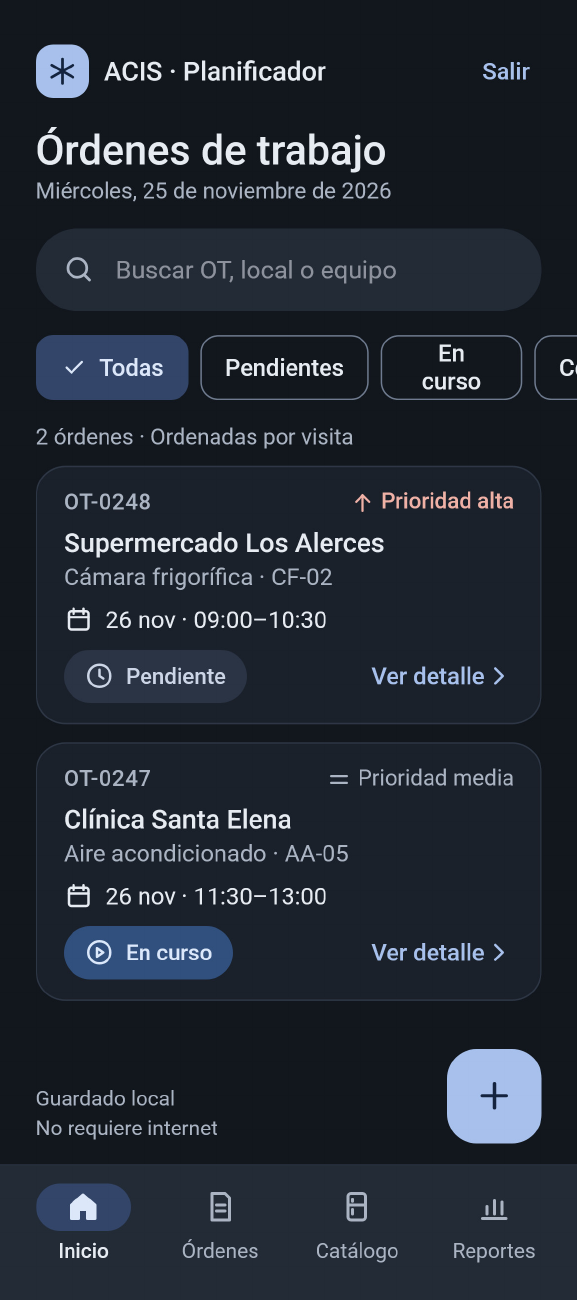 ACIS · Planificador
Salir
Órdenes de trabajo
Miércoles, 25 de noviembre de 2026
Buscar OT, local o equipo
Todas
Pendientes
En
curso
2 órdenes · Ordenadas por visita
OT-0248
Prioridad alta
Supermercado Los Alerces
Cámara frigorífica · CF-02
26 nov · 09:00–10:30
Pendiente
Ver detalle
OT-0247
Prioridad media
Clínica Santa Elena
Aire acondicionado · AA-05
26 nov · 11:30–13:00
En curso
Ver detalle
Guardado local
No requiere internet
Inicio
Órdenes
Catálogo
Reportes